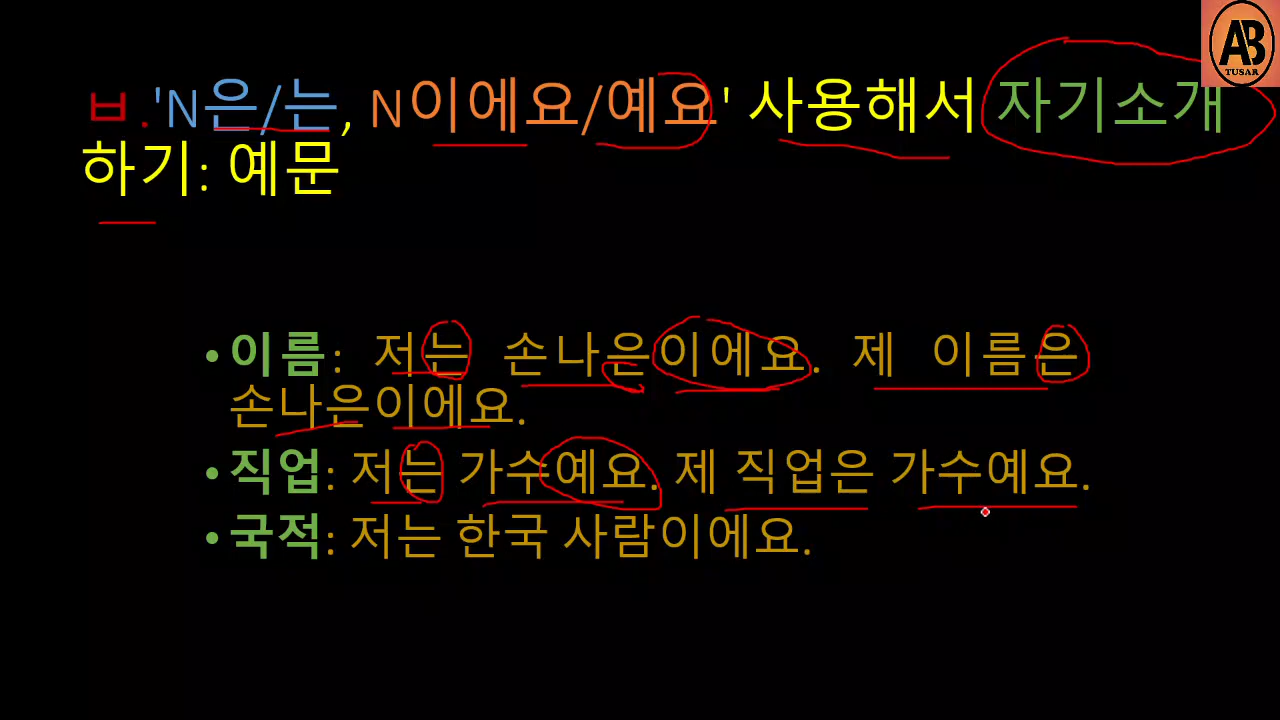 AB
TUSAR
ㅂ.'N은/는, N이에요/예요' 사용해서 자기소개
하기: 예문
• 이름: 저는 손나은이에요. 제 이름은
손나은이에요.
• 직업: 저는 가수예요. 제 직업은 가수예요.
• 국적: 저는 한국 사람이에요.